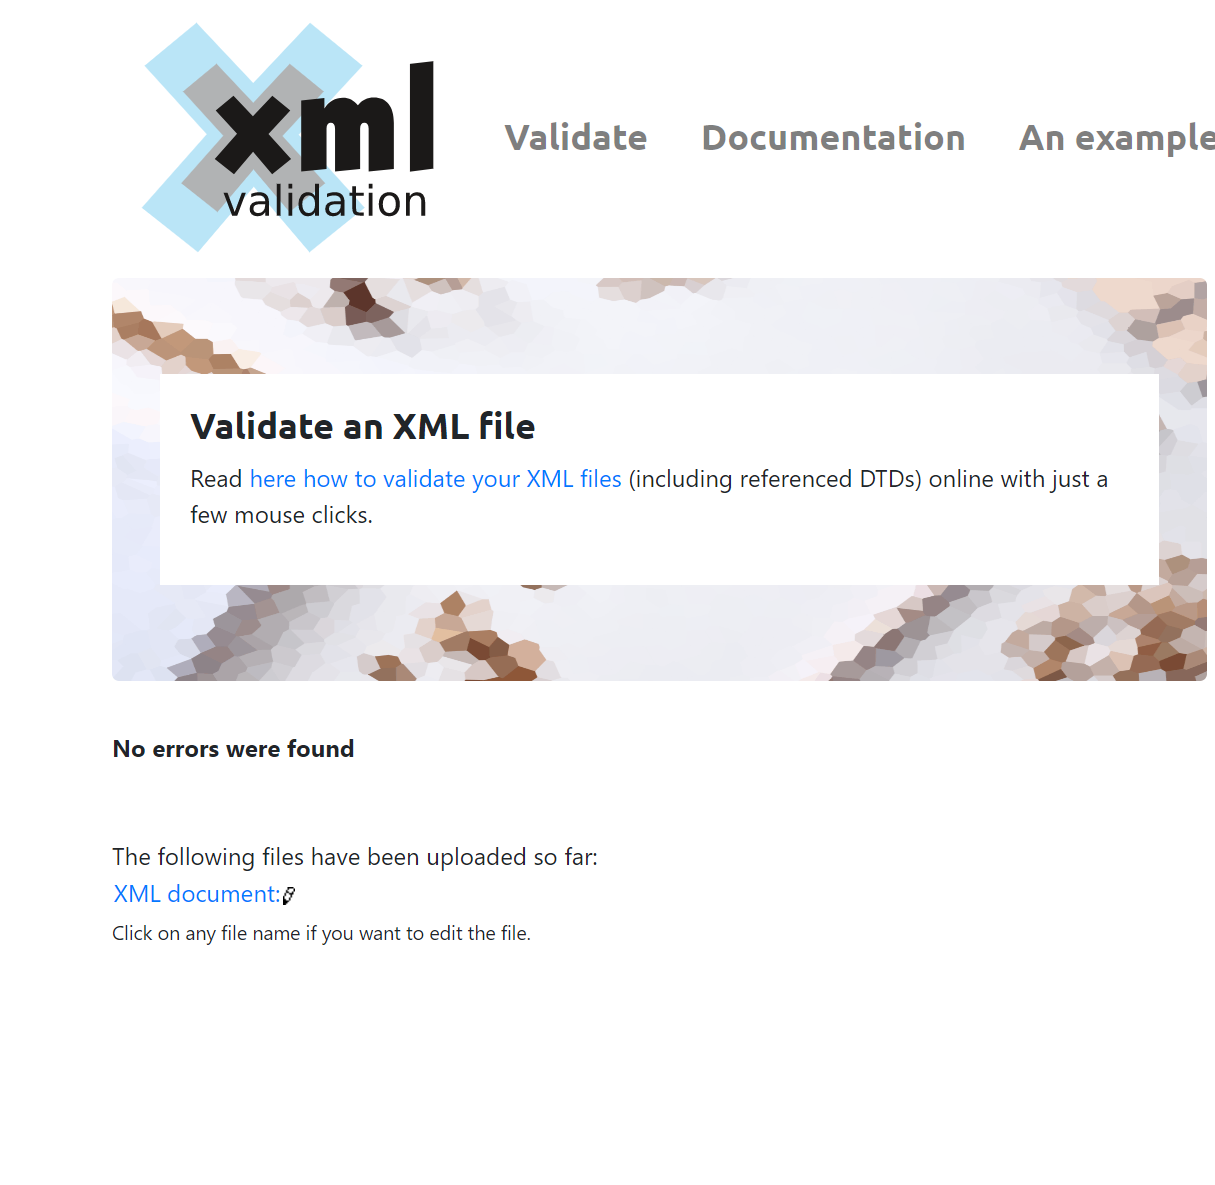 xml
validation
Validate
Documentation
An example
Validate an XML file
Read here how to validate your XML files (including referenced DTDs) online with just a
few mouse clicks.
No errors were found
The following files have been uploaded so far:
XML document:
Click on any file name if you want to edit the file.